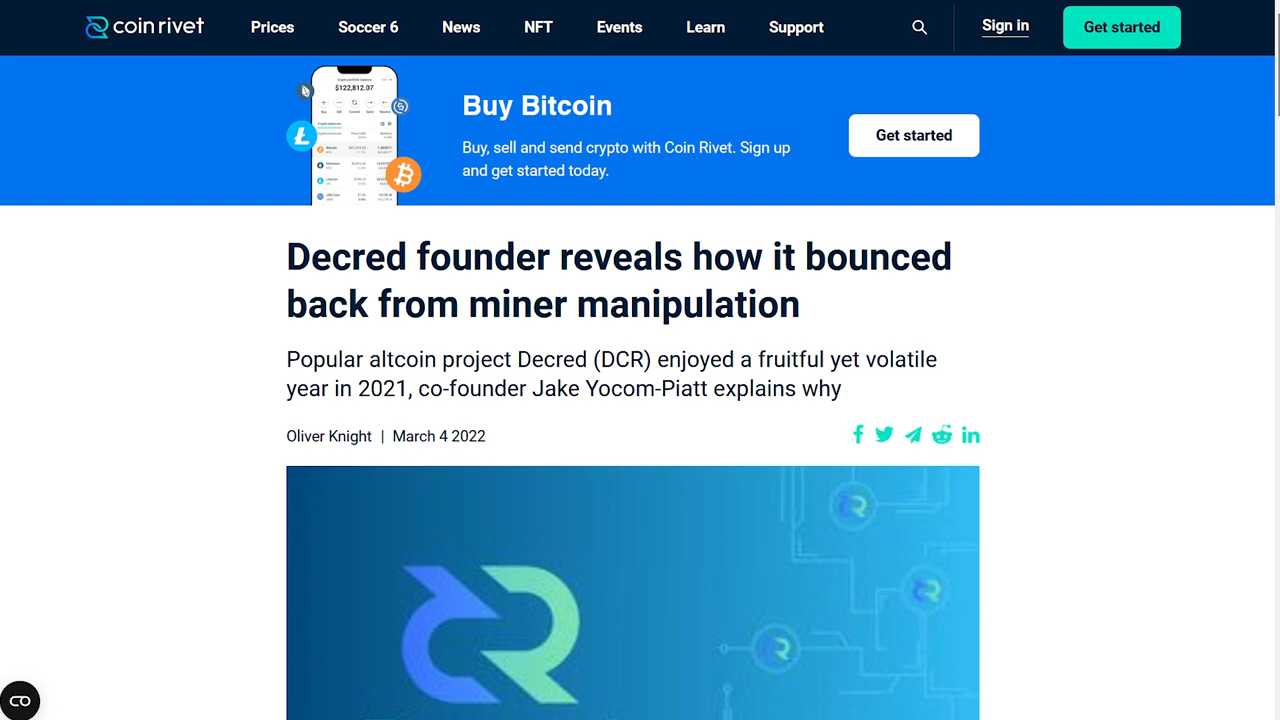 coin rivet Prices Soccer 6 News NFT Events Learn Support Sign in Get started
$122,812.07
Buy Bitcoin
Buy, sell and send crypto with Coin Rivet. Sign up
and get started today.
Get started
Decred founder reveals how it bounced
back from miner manipulation
Popular altcoin project Decred (DCR) enjoyed a fruitful yet volatile
year in 2021, co-founder Jake Yocom-Piatt explains why
Oliver Knight | March 4 2022